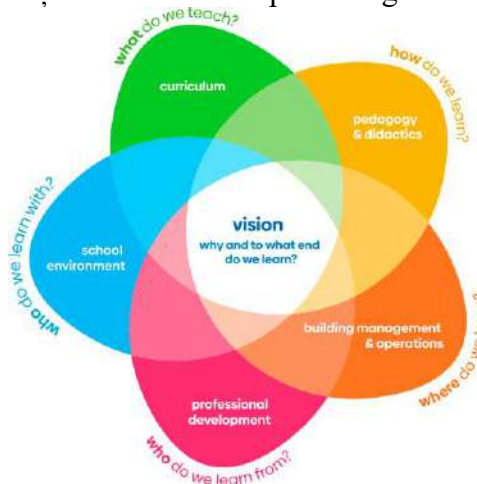 what do we teach?
curriculum
how do we learn?
pedagogy
& didactics
vision
why and to what end
do we learn?
who do we learn with?
school
environment
building management
& operations
where do we
professional
development
who do we learn from?